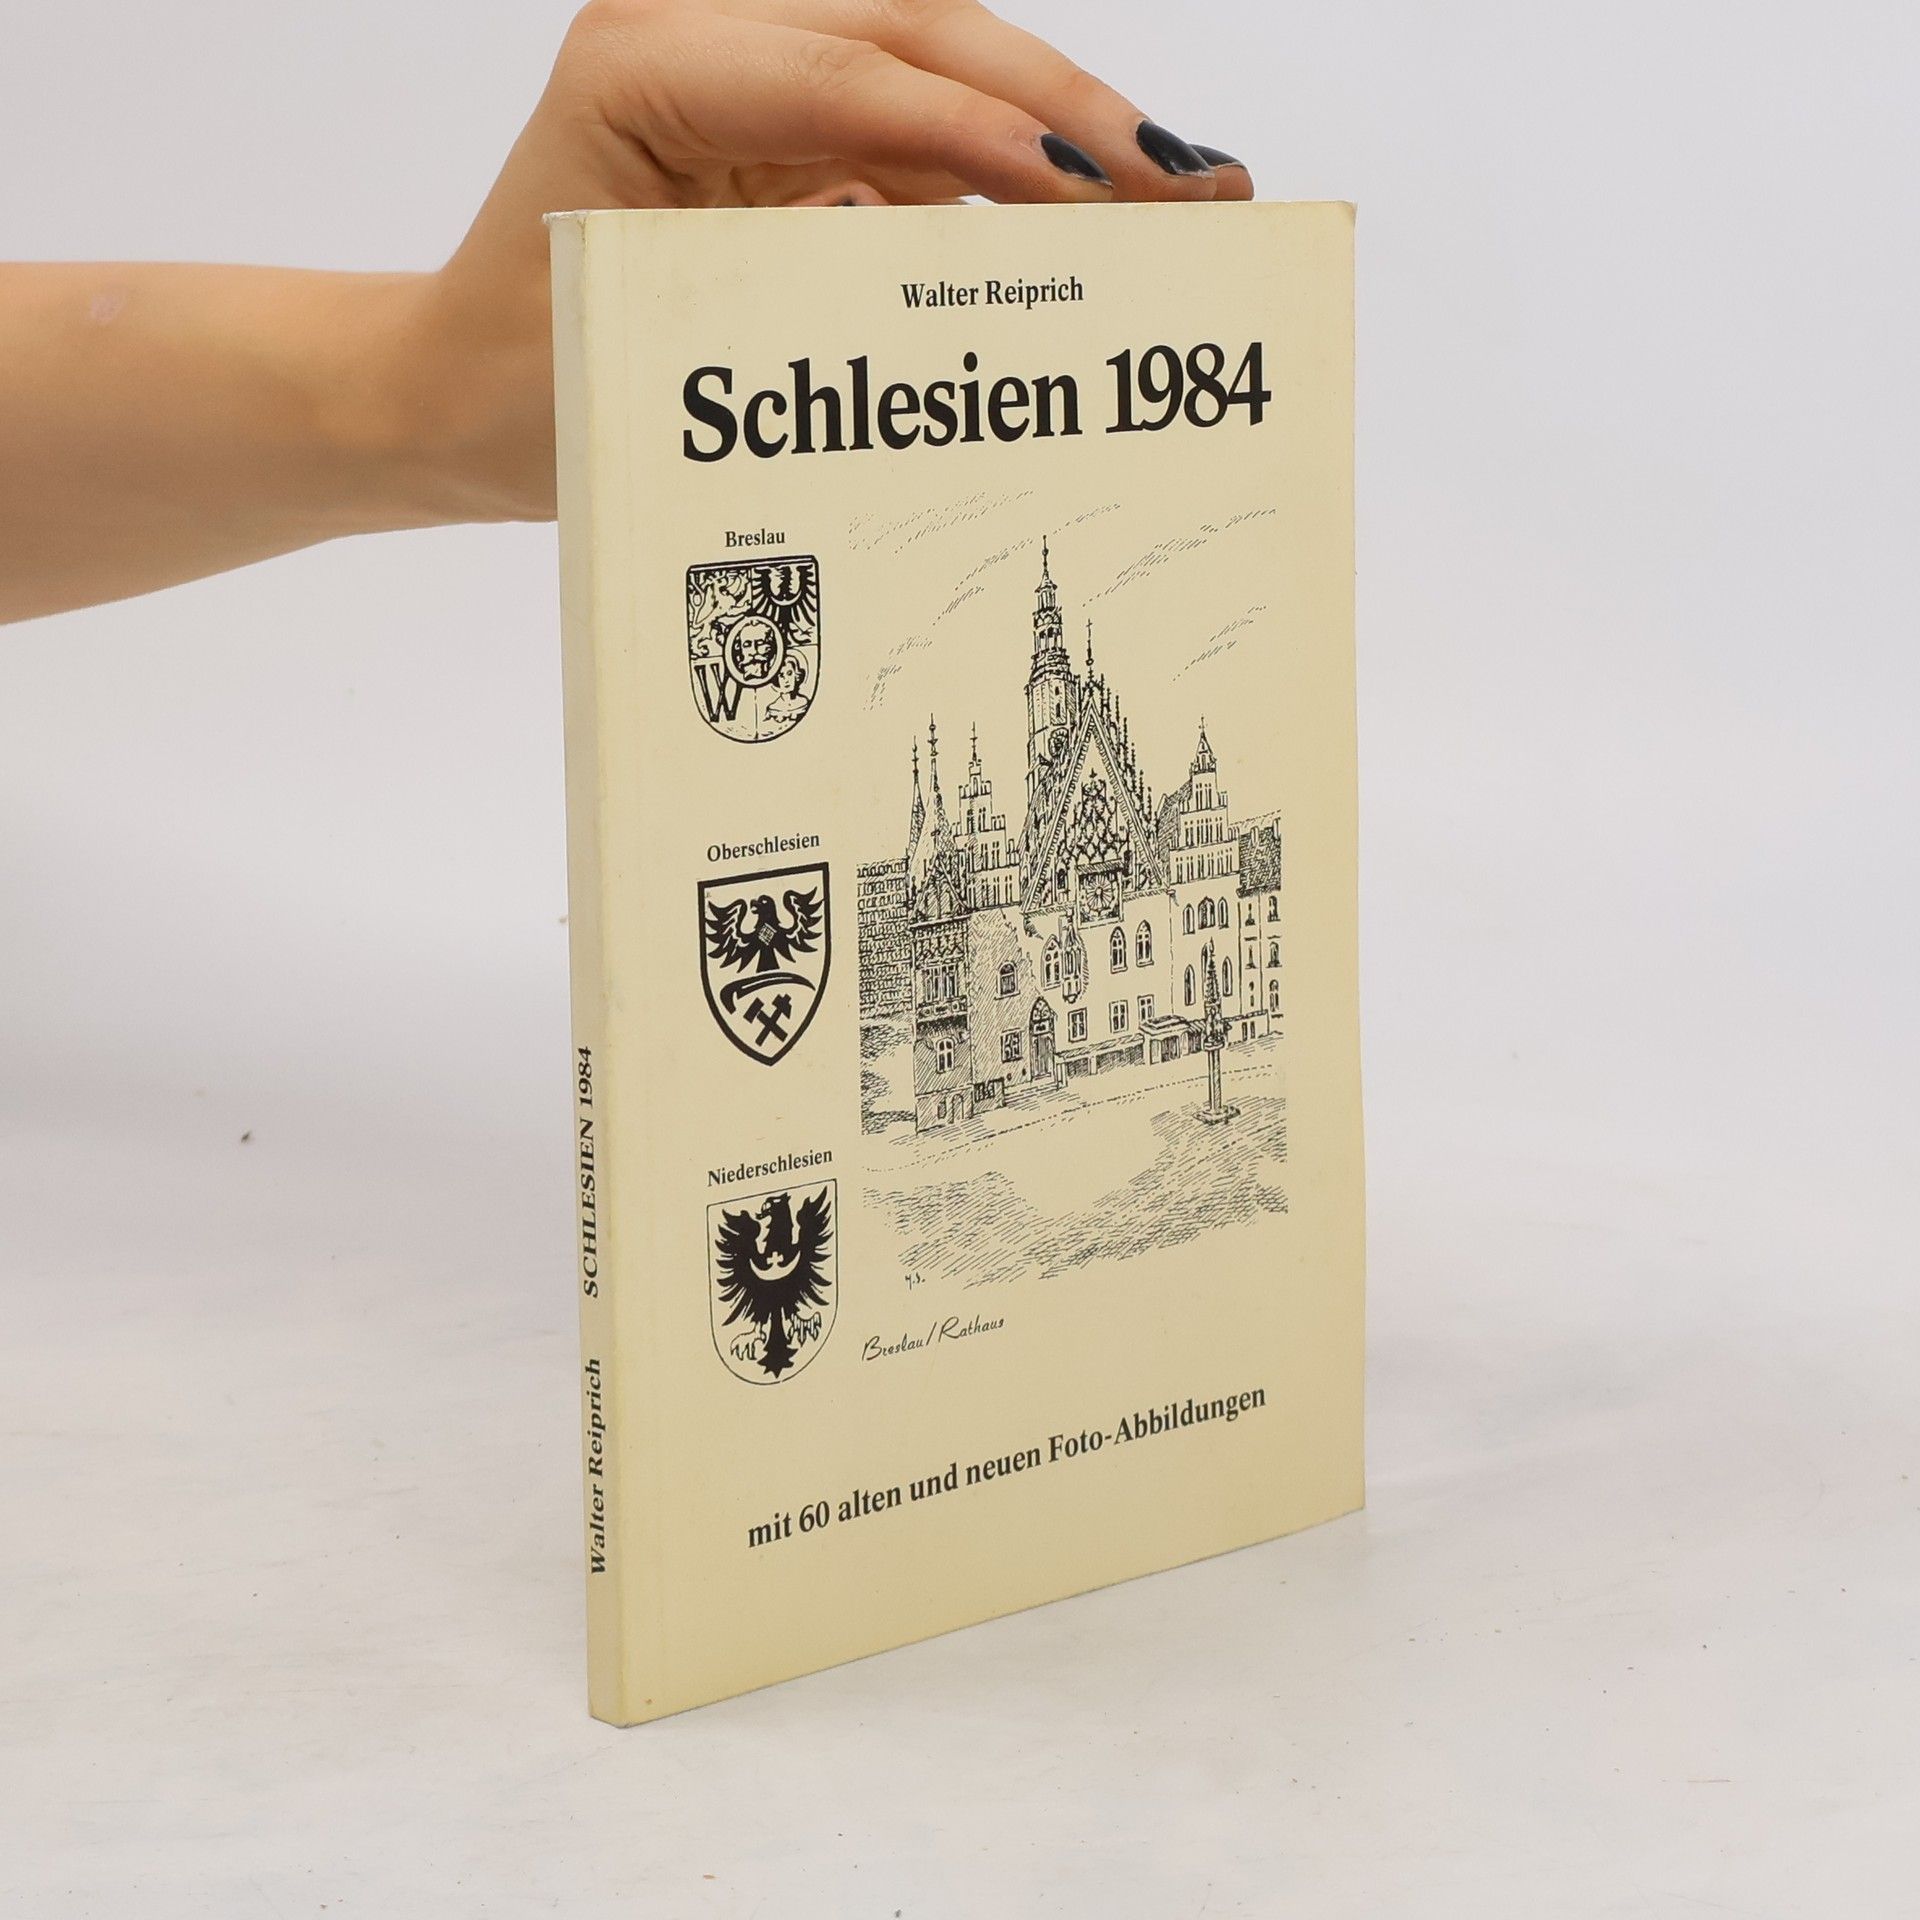 Walter Reiprich
Schlesien 1984
Breslau
W
Oberschlesien
Niederschlesien
Breslau/Rathaus
mit 60 alten und neuen Foto-Abbildungen
Walter Reiprich SCHLESIEN 1984